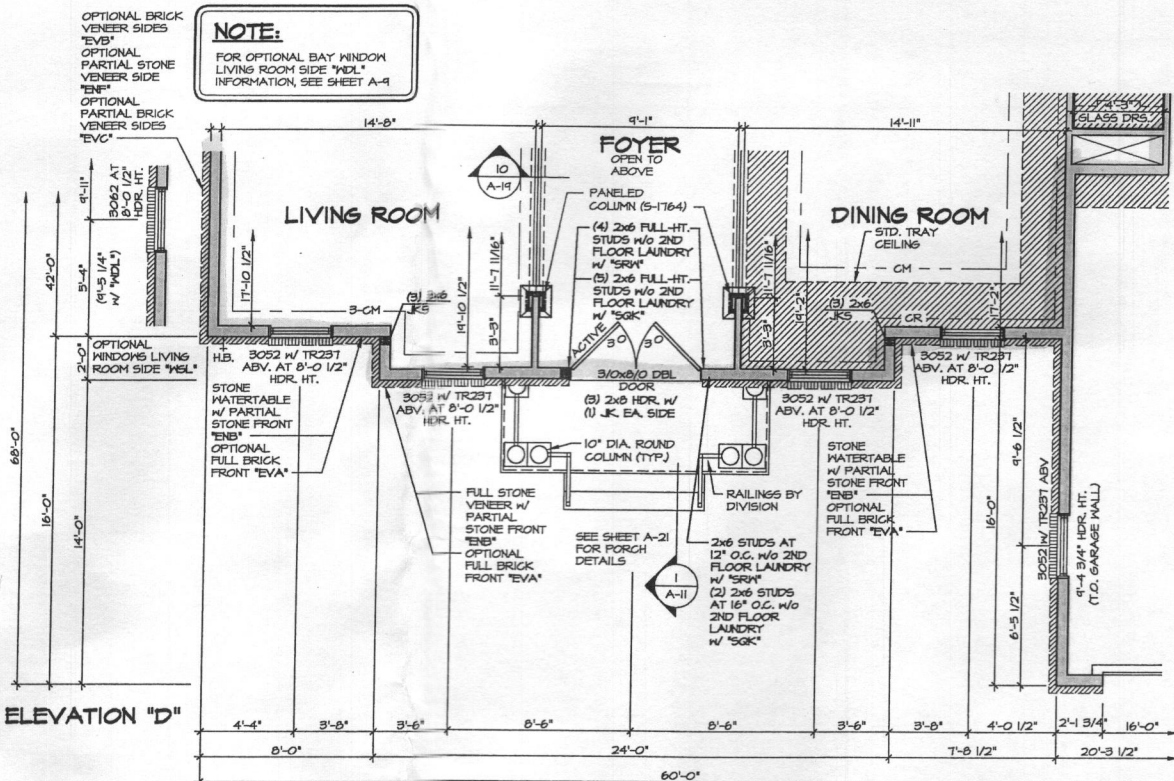 OPTIONAL BRICK
VENEER SIDES
"EVB"
OPTIONAL
PARTIAL STONE
VENEER SIDE
"ENF"
OPTIONAL
PARTIAL BRICK
VENEER SIDES
"EVC"
NOTE:
FOR OPTIONAL BAY WINDOW
LIVING ROOM SIDE "WDL"
INFORMATION, SEE SHEET A-9
14'-8"
9'-1"
14'-11"
4'-3"
GLASS DRS.
FOYER
OPEN TO
ABOVE
10
A-19
PANELED
COLUMN (S-1764)
LIVING ROOM
DINING ROOM
STD. TRAY
CEILING
CM
(4) 2x6 FULL-HT.
STUDS W/O 2ND
FLOOR LAUNDRY
W/ "SRW"
(5) 2x6 FULL-HT.
STUDS W/O 2ND
FLOOR LAUNDRY
W/ "SGK"
9'-11"
3062 AT
8'-0 1/2"
HDR. HT.
5'-4"
(9'-5 1/4"
W/ "WDL")
42'-0"
2'-0"
68'-0"
16'-0"
14'-0"
17'-10 1/2"
3-CM
(3) 2x6
JKS
19'-10 1/2"
11'-7 11/16"
3'-3"
ACTIVE
3⁰
3⁰
3/0x8/0 DBL
DOOR
(3) 2x8 HDR. W/
(1) JK. EA. SIDE
11'-7 11/16"
3'-3"
19'-2"
(3) 2x6
JKS
CR
17'-2"
OPTIONAL
WINDOWS LIVING
ROOM SIDE "WSL"
H.B.
3052 W/ TR237
ABV. AT 8'-0 1/2"
HDR. HT.
3052 W/ TR237
ABV. AT 8'-0 1/2"
HDR. HT.
3052 W/ TR237
ABV. AT 8'-0 1/2"
HDR. HT.
3052 W/ TR237
ABV. AT 8'-0 1/2"
HDR. HT.
STONE
WATERTABLE
W/ PARTIAL
STONE FRONT
"ENB"
OPTIONAL
FULL BRICK
FRONT "EVA"
10" DIA. ROUND
COLUMN (TYP.)
FULL STONE
VENEER W/
PARTIAL
STONE FRONT
"ENB"
OPTIONAL
FULL BRICK
FRONT "EVA"
SEE SHEET A-21
FOR PORCH
DETAILS
1
A-11
RAILINGS BY
DIVISION
2x6 STUDS AT
12" O.C. W/O 2ND
FLOOR LAUNDRY
W/ "SRW"
(2) 2x6 STUDS
AT 16" O.C. W/O
2ND FLOOR
LAUNDRY
W/ "SGK"
STONE
WATERTABLE
W/ PARTIAL
STONE FRONT
"ENB"
OPTIONAL
FULL BRICK
FRONT "EVA"
9'-6 1/2"
16'-0"
6'-5 1/2"
3052 W/ TR237 ABV
9'-4 3/4" HDR. HT.
(T.O. GARAGE WALL)
ELEVATION "D"
4'-4"
3'-8"
3'-6"
8'-6"
8'-6"
3'-6"
3'-8"
4'-0 1/2"
2'-1 3/4"
16'-0"
8'-0"
24'-0"
7'-8 1/2"
20'-3 1/2"
60'-0"